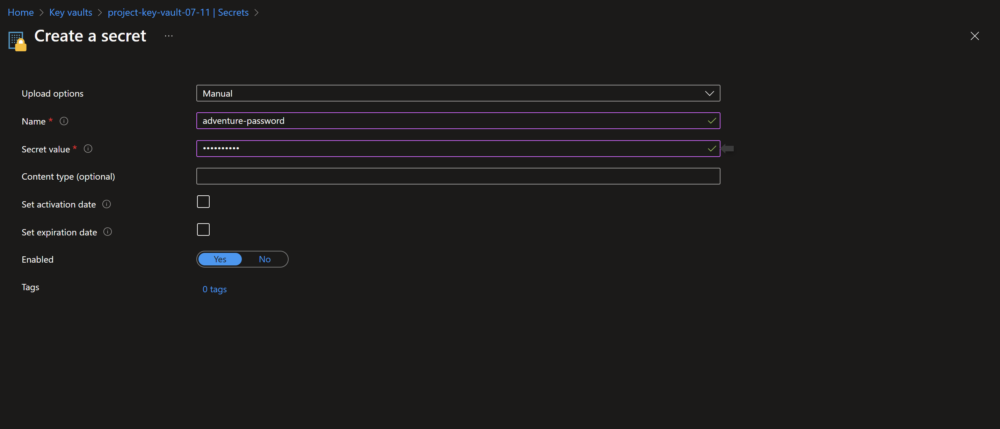 Home > Key vaults > project-key-vault-07-11 | Secrets >
Create a secret ...
Upload options Manual
Name * adventure-password
Secret value * ••••••••••
Content type (optional)
Set activation date
Set expiration date
Enabled Yes No
Tags 0 tags